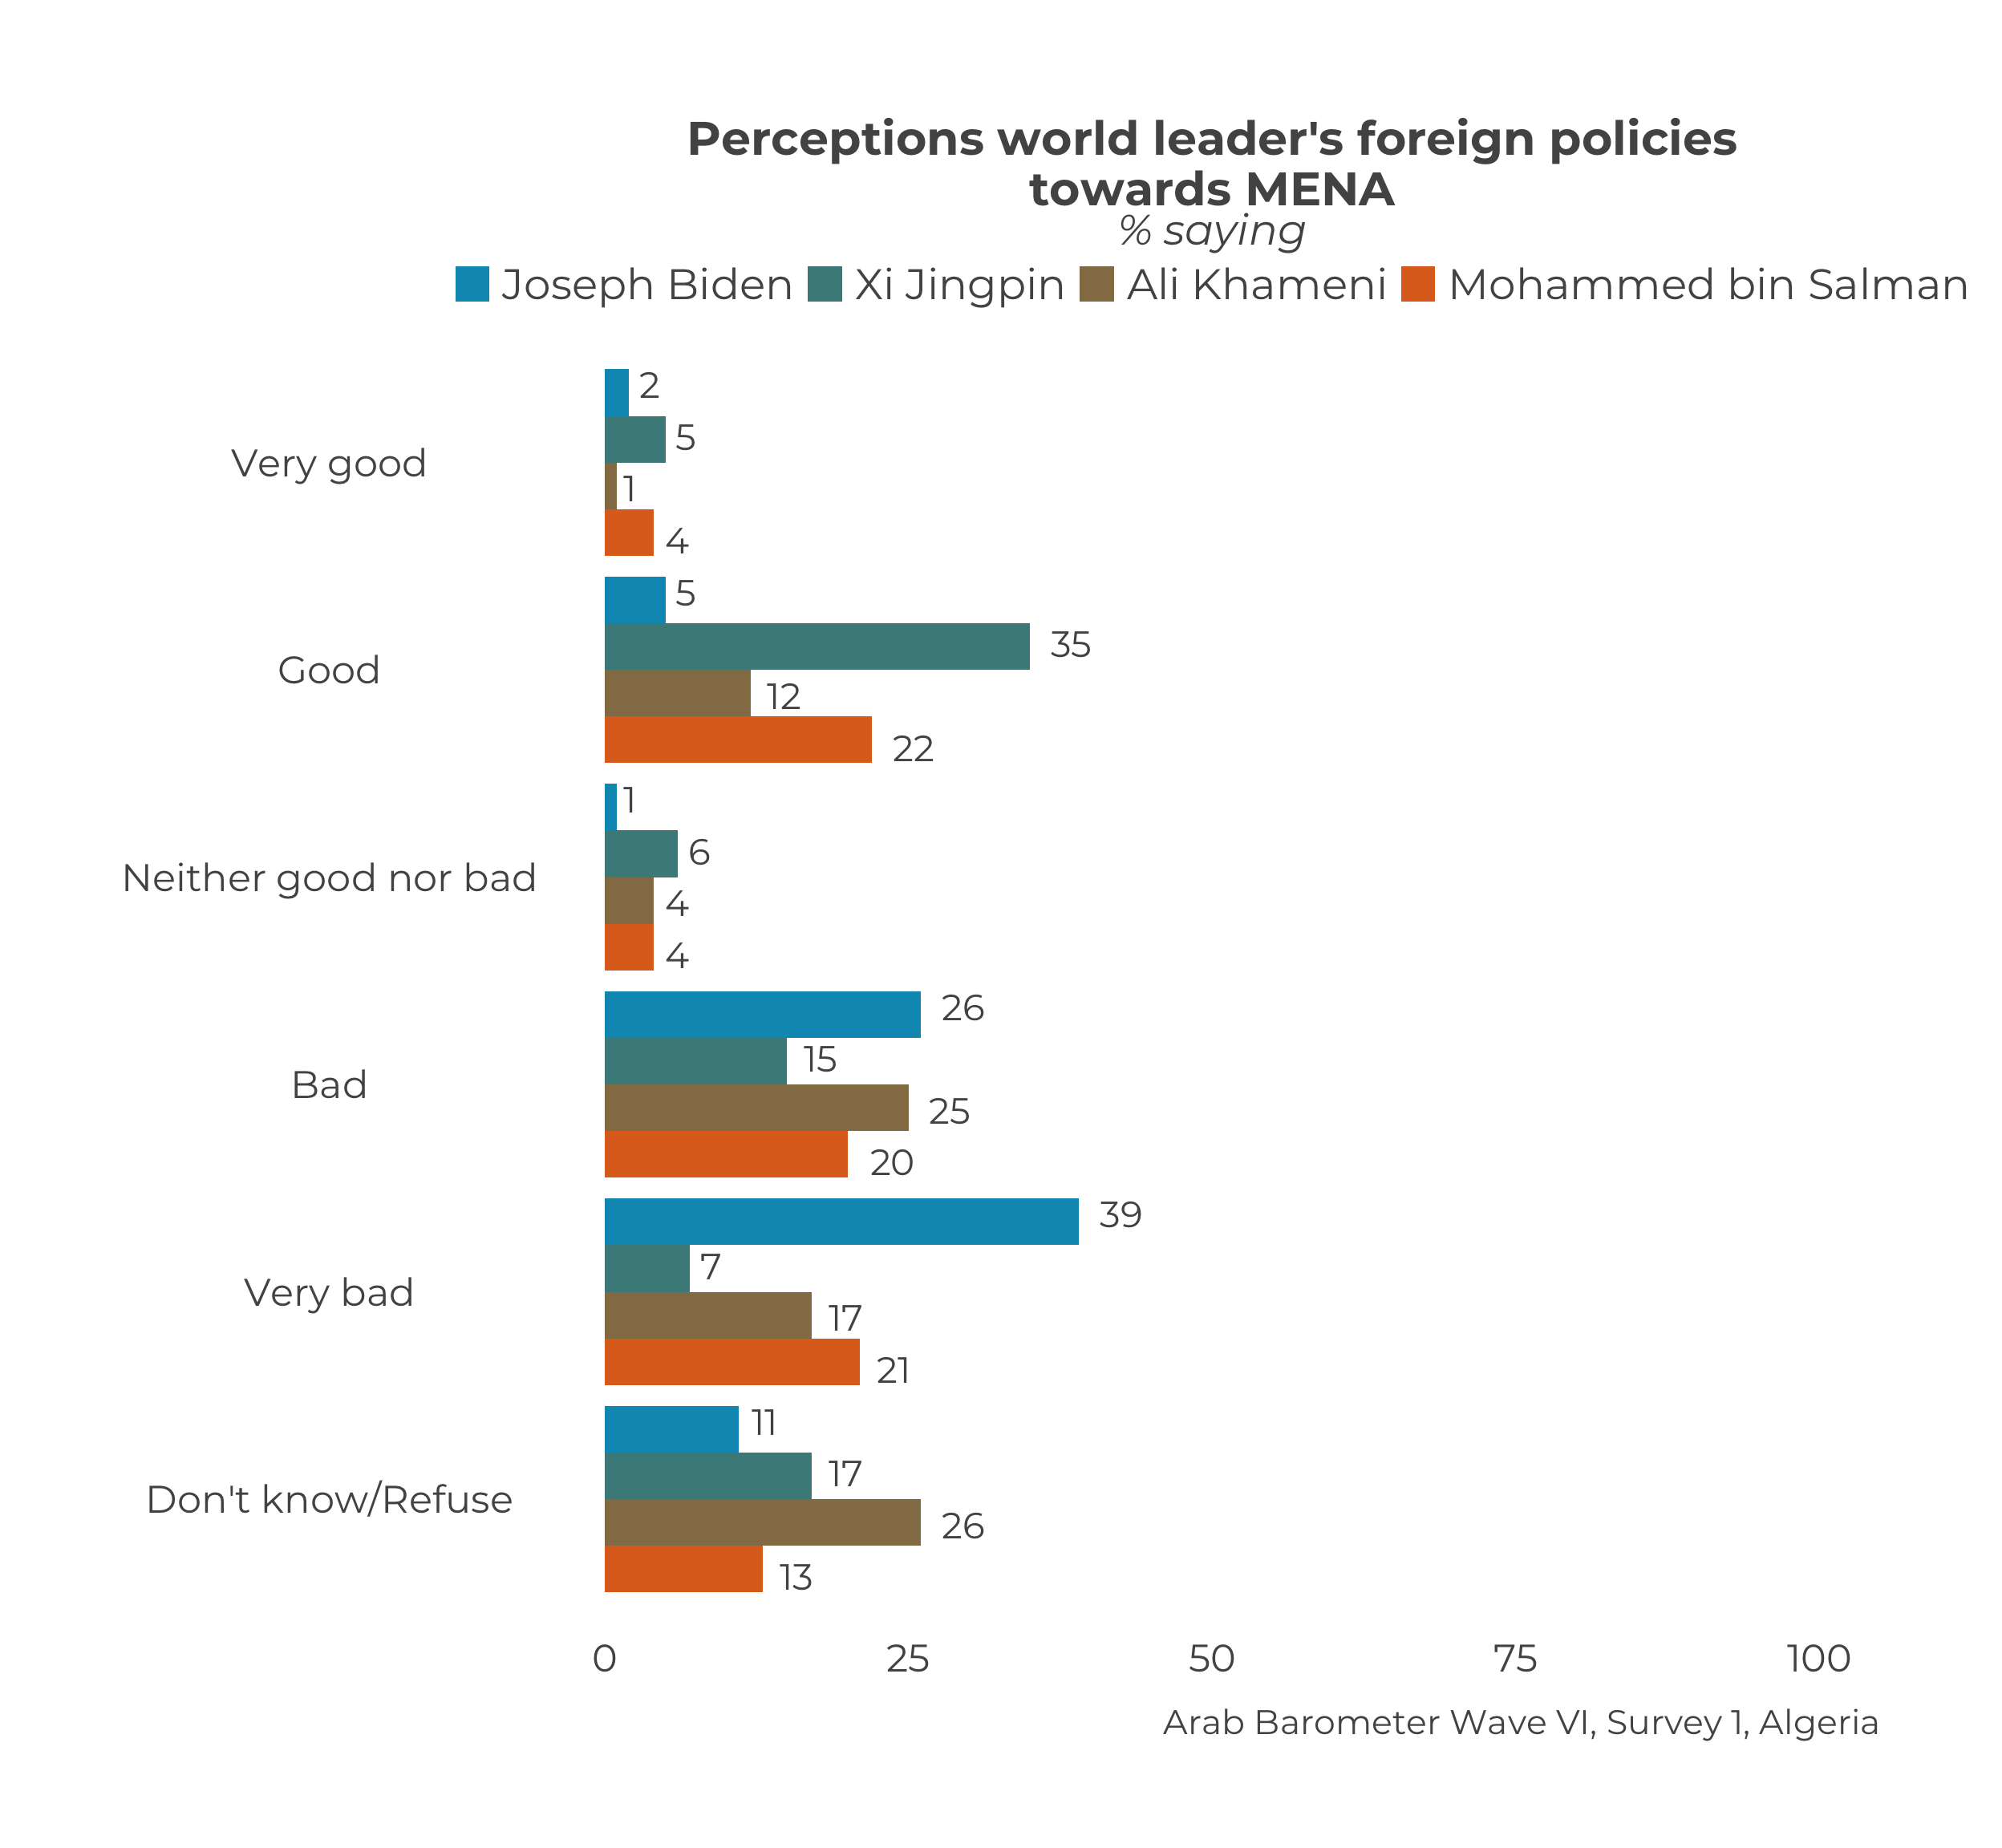 Perceptions world leader's foreign policies
towards MENA
% saying
Joseph Biden Xi Jingpin Ali Khameni Mohammed bin Salman
Very good
2
5
1
4
Good
5
35
12
22
Neither good nor bad
1
6
4
4
Bad
26
15
25
20
Very bad
39
7
17
21
Don't know/Refuse
11
17
26
13
0 25 50 75 100
Arab Barometer Wave VI, Survey 1, Algeria